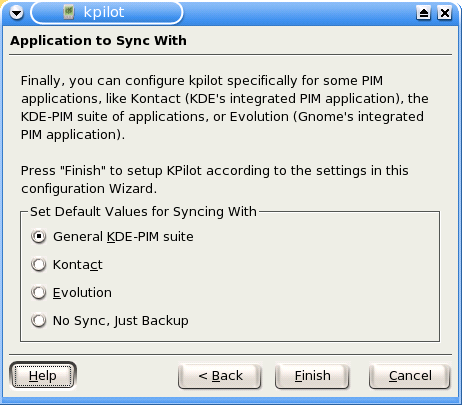 kpilot
Application to Sync With
Finally, you can configure kpilot specifically for some PIM
applications, like Kontact (KDE's integrated PIM application), the
KDE-PIM suite of applications, or Evolution (Gnome's integrated
PIM application).
Press "Finish" to setup KPilot according to the settings in this
configuration Wizard.
Set Default Values for Syncing With
General KDE-PIM suite
Kontact
Evolution
No Sync, Just Backup
Help
< Back
Finish
Cancel